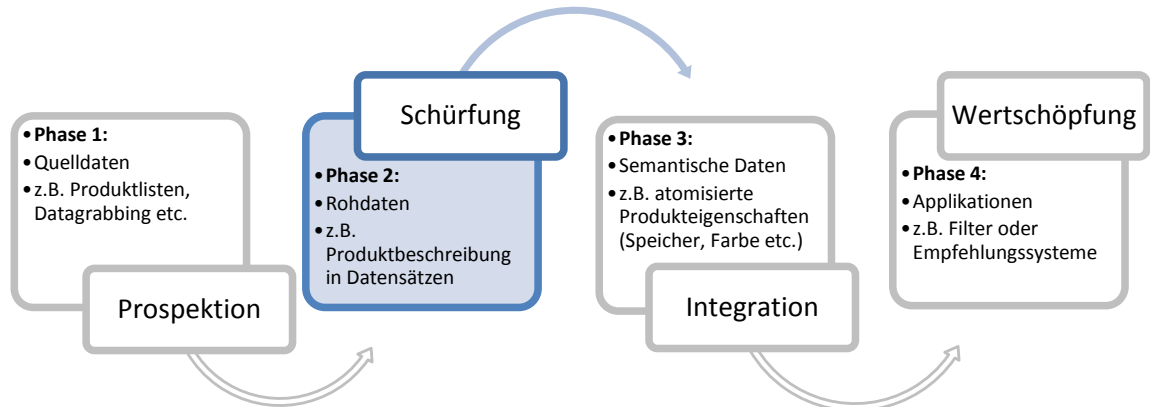 • Phase 1:
• Quelldaten
• z.B. Produktlisten,
Datagrabbing etc.
Prospektion
Schürfung
• Phase 2:
• Rohdaten
• z.B.
Produktbeschreibung
in Datensätzen
• Phase 3:
• Semantische Daten
• z.B. atomisierte
Produkteigenschaften
(Speicher, Farbe etc.)
Integration
Wertschöpfung
• Phase 4:
• Applikationen
• z.B. Filter oder
Empfehlungssysteme